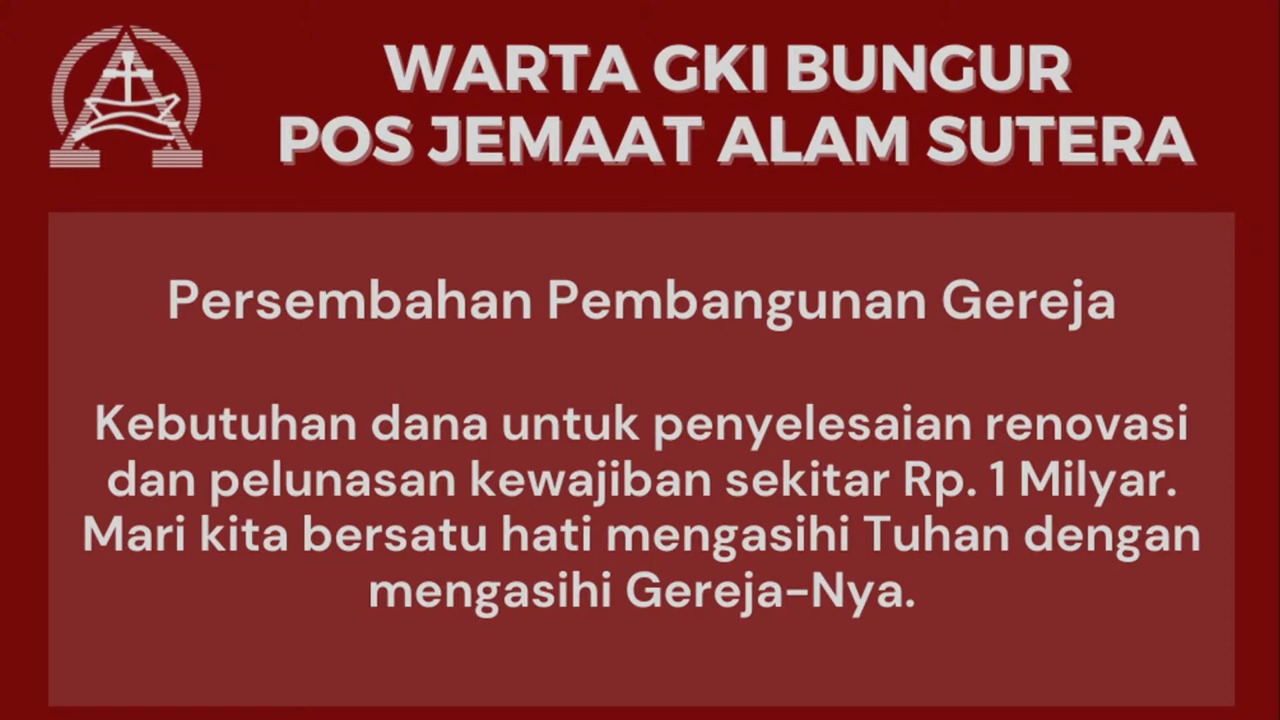 WARTA GKI BUNGUR
POS JEMAAT ALAM SUTERA
Persembahan Pembangunan Gereja
Kebutuhan dana untuk penyelesaian renovasi
dan pelunasan kewajiban sekitar Rp. 1 Milyar.
Mari kita bersatu hati mengasihi Tuhan dengan
mengasihi Gereja-Nya.